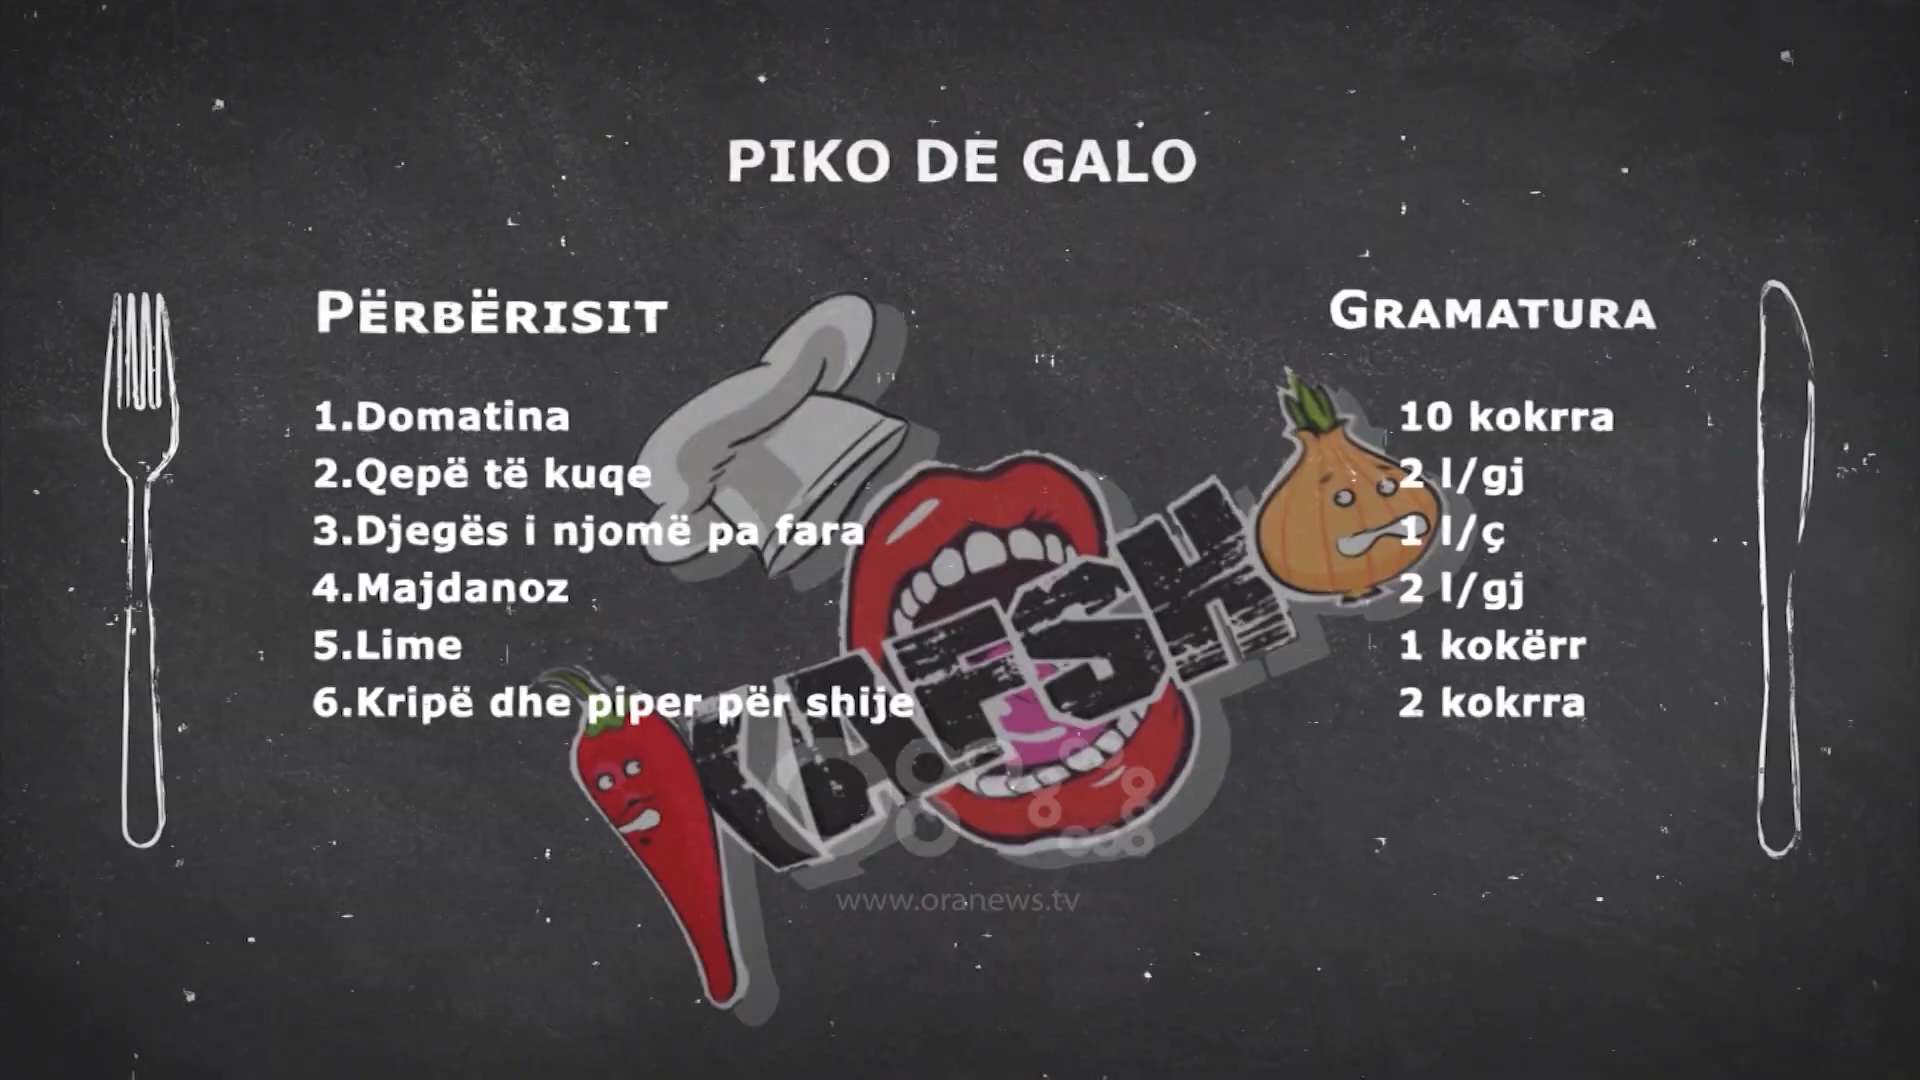 PIKO DE GALO
PËRBËRISIT GRAMATURA
1.Domatina 10 kokrra
2.Qepë të kuqe 2 l/gj
3.Djegës i njomë pa fara 1 l/ç
4.Majdanoz 2 l/gj
5.Lime 1 kokërr
6.Kripë dhe piper për shije 2 kokrra
KAFSHO
www.oranews.tv